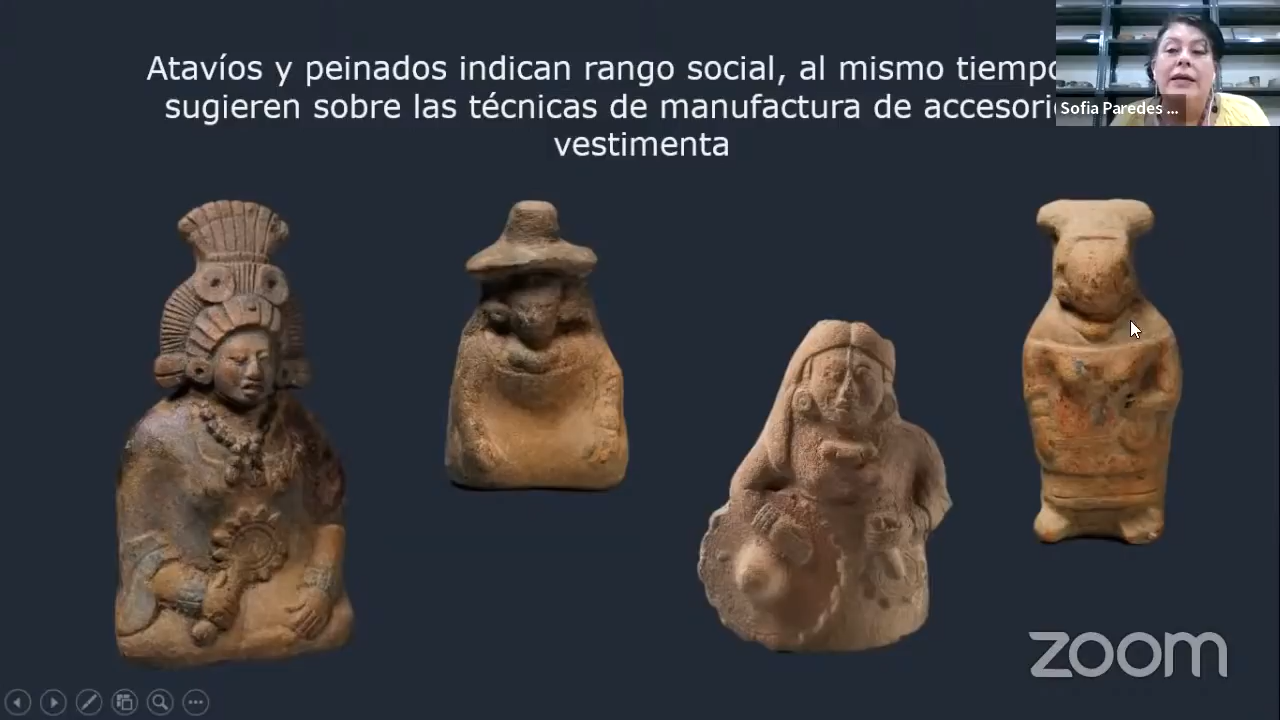 Atavíos y peinados indican rango social, al mismo tiempo
sugieren sobre las técnicas de manufactura de
vestimenta
Sofia Paredes ...
zoom